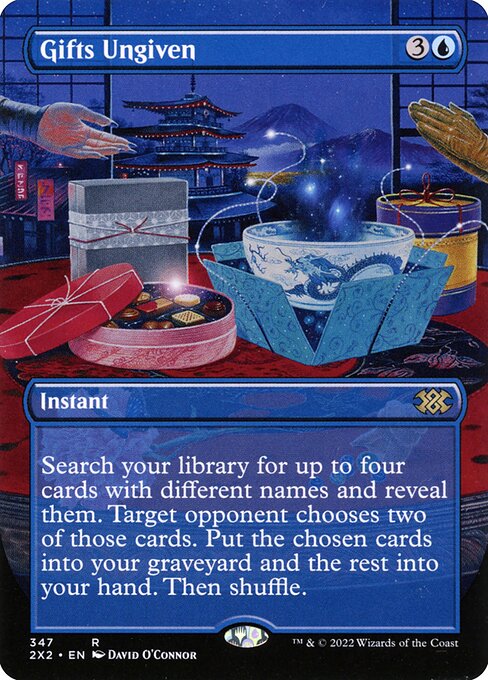 Gifts Ungiven
3
Instant
Search your library for up to four
cards with different names and reveal
them. Target opponent chooses two
of those cards. Put the chosen cards
into your graveyard and the rest into
your hand. Then shuffle.
347 R
2X2 • EN David O'Connor
™ & © 2022 Wizards of the Coast